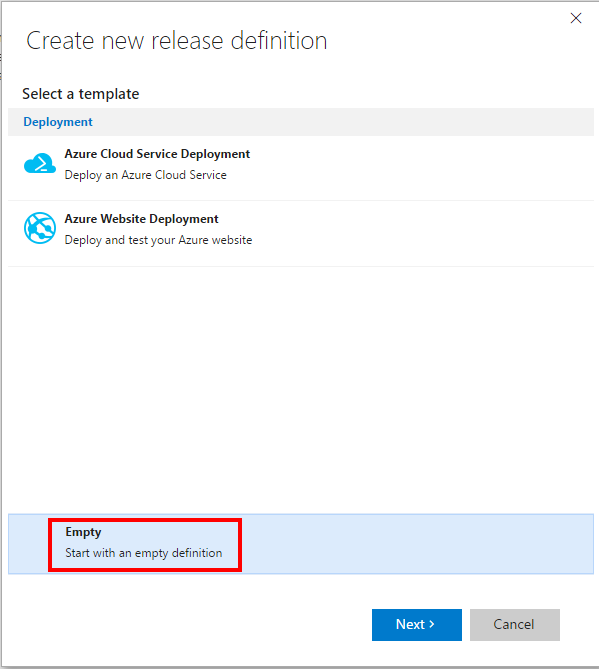 Create new release definition
Select a template
Deployment
Azure Cloud Service Deployment
Deploy an Azure Cloud Service
Azure Website Deployment
Deploy and test your Azure website
Empty
Start with an empty definition
Next >
Cancel